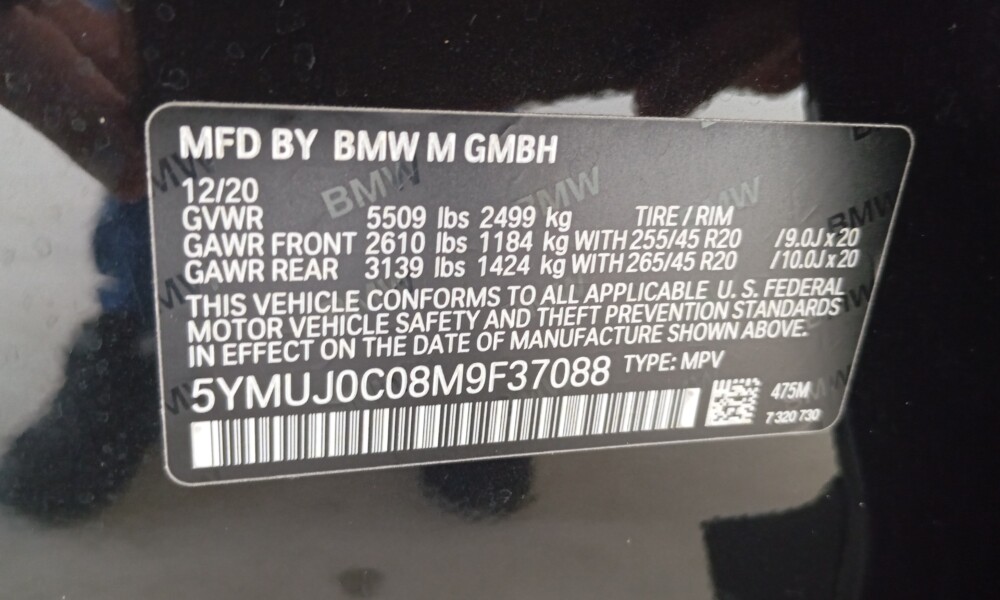 MFD BY BMW M GMBH
12/20
GVWR 5509 lbs 2499 kg TIRE / RIM
GAWR FRONT 2610 lbs 1184 kg WITH 255/45 R20 /9.0J x 20
GAWR REAR 3139 lbs 1424 kg WITH 265/45 R20 /10.0J x 20
THIS VEHICLE CONFORMS TO ALL APPLICABLE U. S. FEDERAL
MOTOR VEHICLE SAFETY AND THEFT PREVENTION STANDARDS
IN EFFECT ON THE DATE OF MANUFACTURE SHOWN ABOVE.
5YMUJ0C08M9F37088 TYPE: MPV
475M
7 320 730